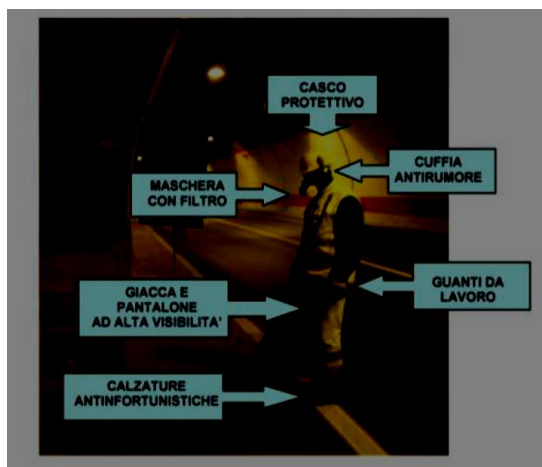 CASCO
PROTETTIVO
CUFFIA
ANTIRUMORE
MASCHERA
CON FILTRO
GIACCA E
PANTALONE
AD ALTA VISIBILITA'
GUANTI DA
LAVORO
CALZATURE
ANTINFORTUNISTICHE